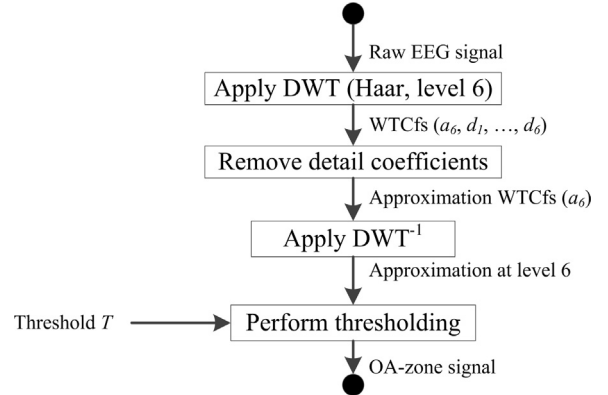 Raw EEG signal
Apply DWT (Haar, level 6)
WTCfs (a6, d1, …, d6)
Remove detail coefficients
Approximation WTCfs (a6)
Apply DWT-1
Approximation at level 6
Threshold T
Perform thresholding
OA-zone signal